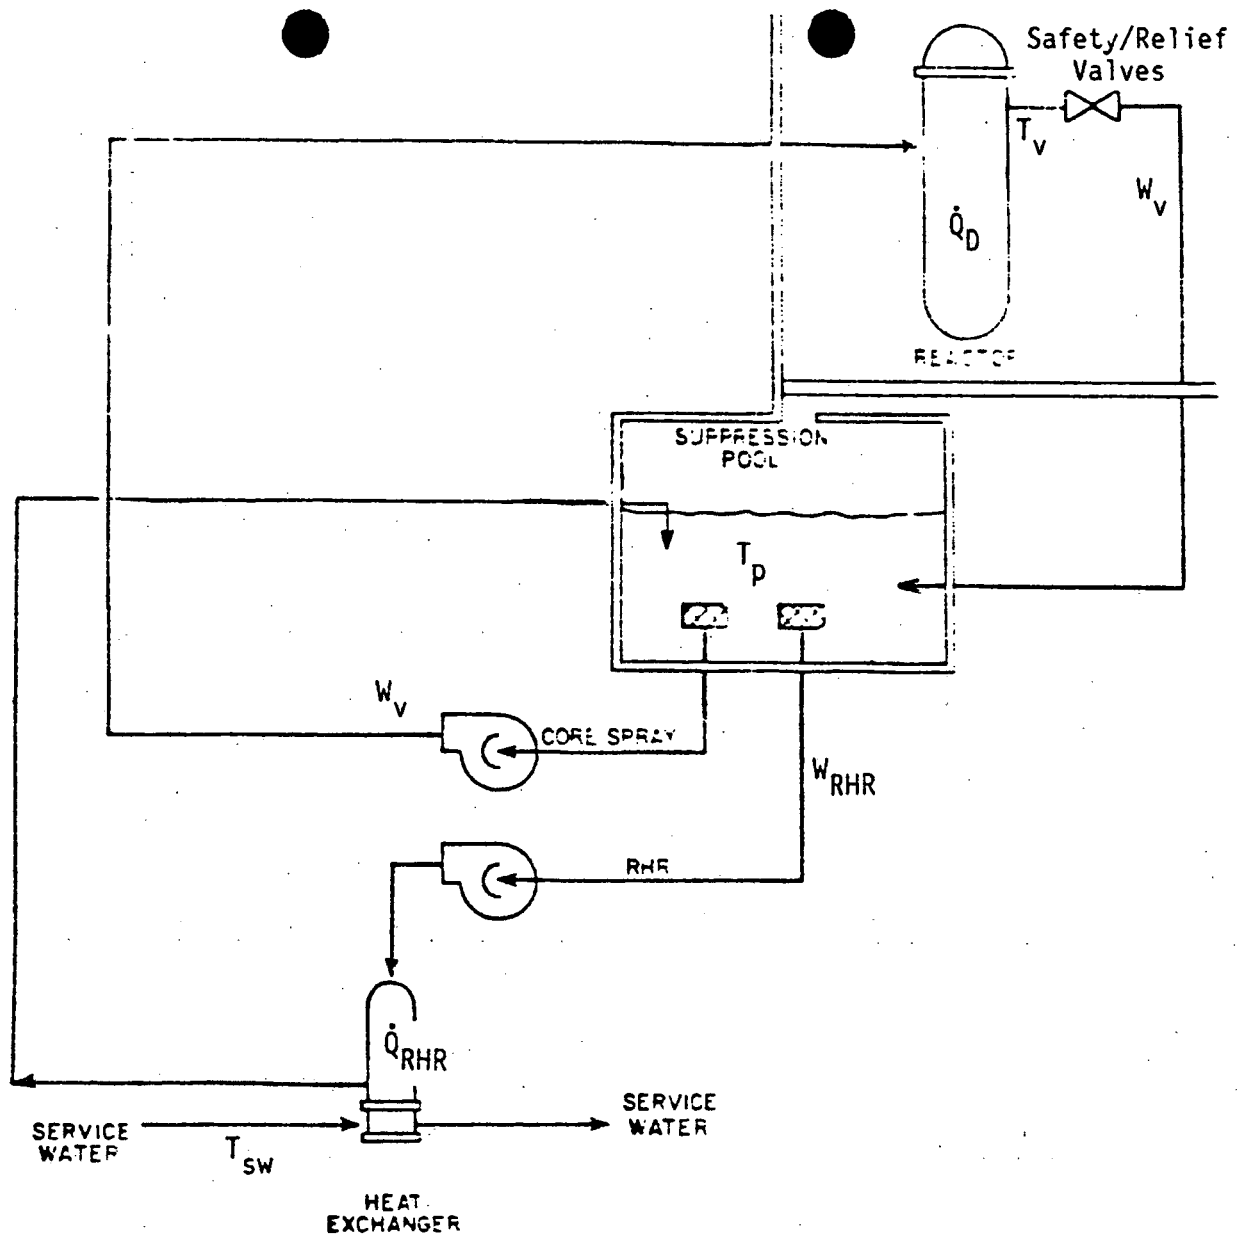 Safety/Relief
Valves
T_v
W_v
Q̇_D
REACTOR
SUPPRESSION
POOL
T_p
W_v
CORE SPRAY
W_RHR
RHR
Q̇_RHR
SERVICE
WATER
T_SW
SERVICE
WATER
HEAT
EXCHANGER